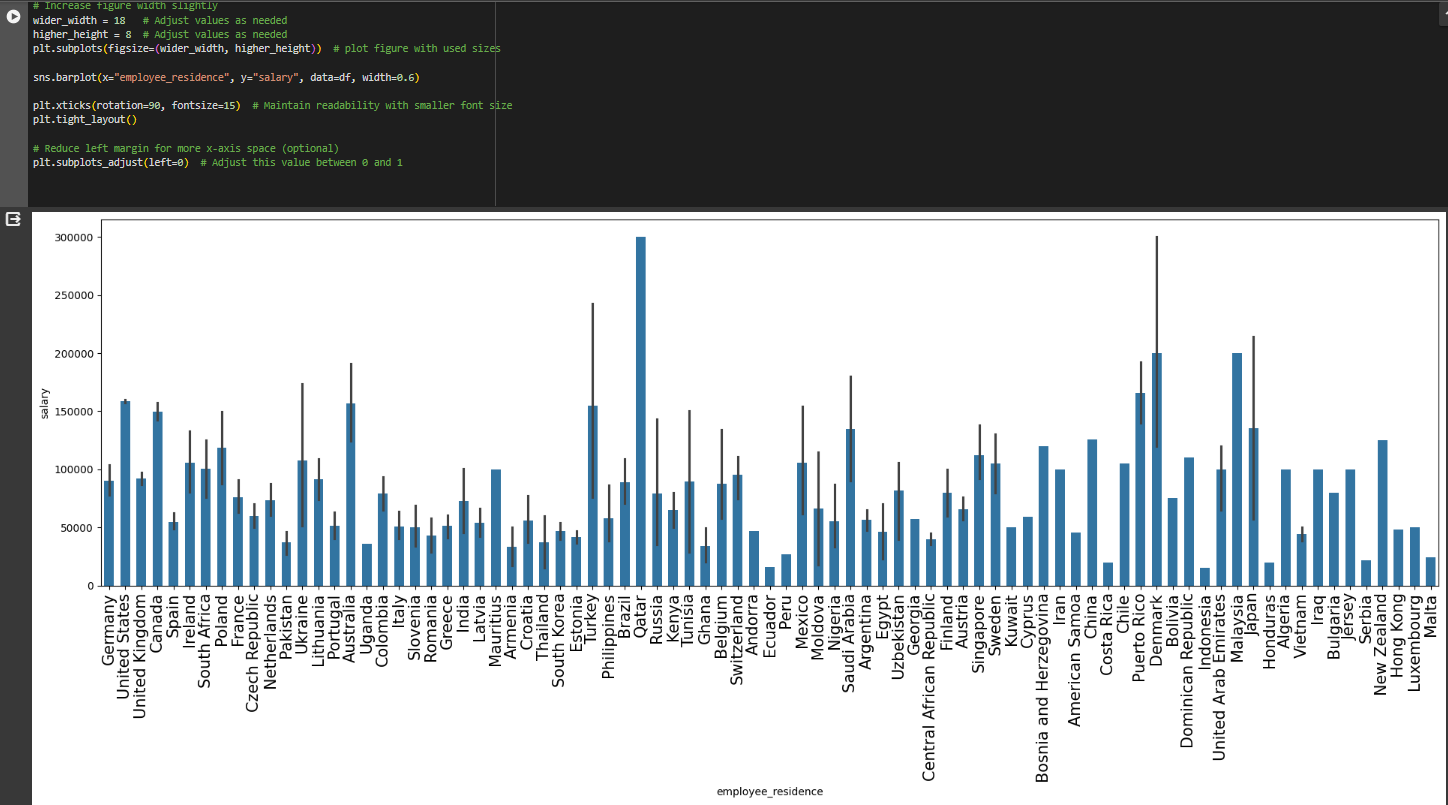 # Increase figure width slightly
wider_width = 18   # Adjust values as needed
higher_height = 8  # Adjust values as needed
plt.subplots(figsize=(wider_width, higher_height))  # plot figure with used sizes
sns.barplot(x="employee_residence", y="salary", data=df, width=0.6)
plt.xticks(rotation=90, fontsize=15)  # Maintain readability with smaller font size
plt.tight_layout()
# Reduce left margin for more x-axis space (optional)
plt.subplots_adjust(left=0)  # Adjust this value between 0 and 1
300000
250000
200000
150000
100000
50000
0
salary
Germany
United States
United Kingdom
Canada
Spain
Ireland
South Africa
Poland
France
Czech Republic
Netherlands
Pakistan
Ukraine
Lithuania
Portugal
Australia
Uganda
Colombia
Italy
Slovenia
Romania
Greece
India
Latvia
Mauritius
Armenia
Croatia
Thailand
South Korea
Estonia
Turkey
Philippines
Brazil
Qatar
Russia
Kenya
Tunisia
Ghana
Belgium
Switzerland
Andorra
Ecuador
Peru
Mexico
Moldova
Nigeria
Saudi Arabia
Argentina
Egypt
Uzbekistan
Georgia
Central African Republic
Finland
Austria
Singapore
Sweden
Kuwait
Cyprus
Bosnia and Herzegovina
Iran
American Samoa
China
Costa Rica
Chile
Puerto Rico
Denmark
Bolivia
Dominican Republic
Indonesia
United Arab Emirates
Malaysia
Japan
Honduras
Algeria
Vietnam
Iraq
Bulgaria
Jersey
Serbia
New Zealand
Hong Kong
Luxembourg
Malta
employee_residence